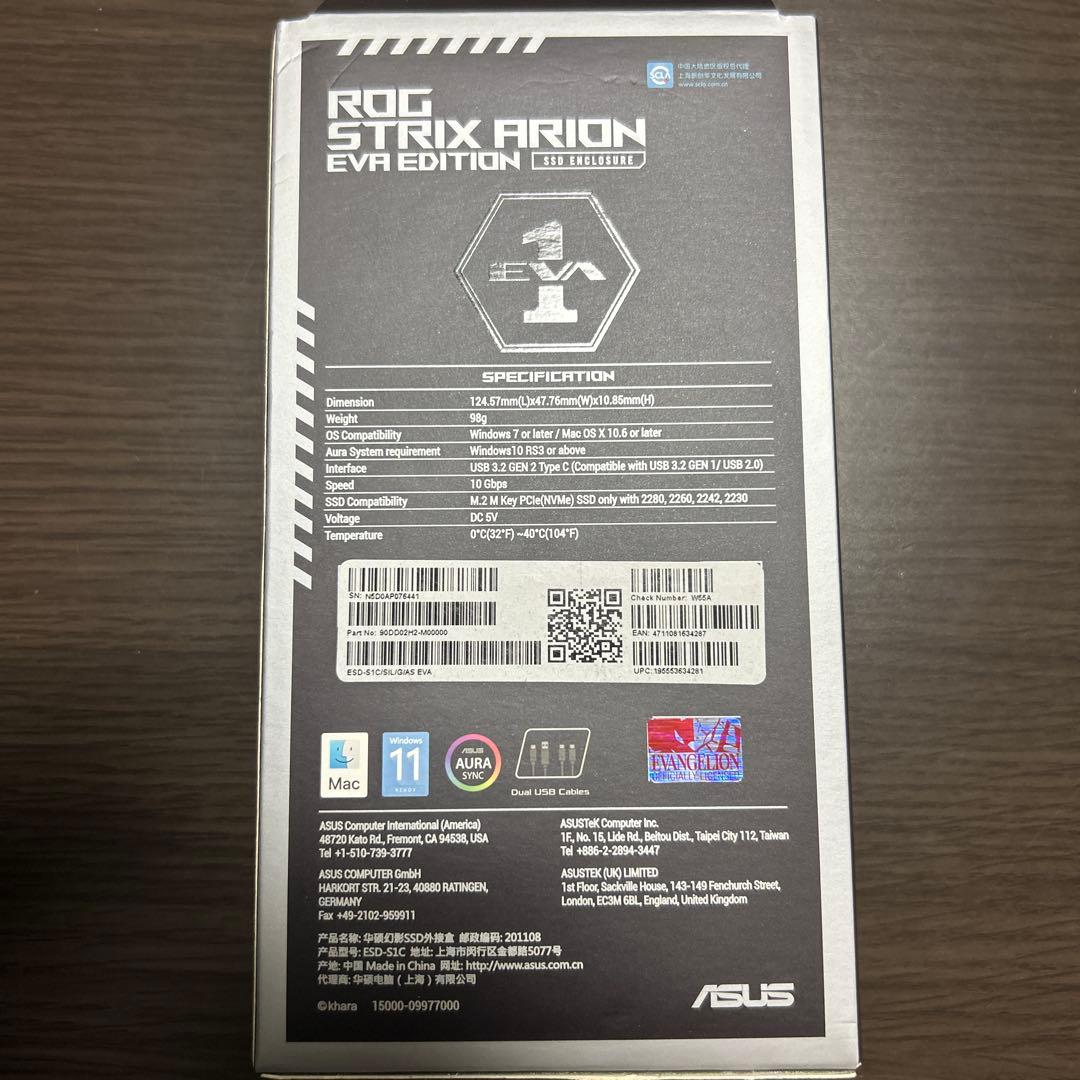 SCLA
中国大陆地区版权总代理
上海新创华文化发展有限公司
www.scla.com.cn
ROG
STRIX ARION
EVA EDITION SSD ENCLOSURE
1
EVA
SPECIFICATION
Dimension 124.57mm(L)x47.76mm(W)x10.85mm(H)
Weight 98g
OS Compatibility Windows 7 or later / Mac OS X 10.6 or later
Aura System requirement Windows10 RS3 or above
Interface USB 3.2 GEN 2 Type C (Compatible with USB 3.2 GEN 1/ USB 2.0)
Speed 10 Gbps
SSD Compatibility M.2 M Key PCIe(NVMe) SSD only with 2280, 2260, 2242, 2230
Voltage DC 5V
Temperature 0°C(32°F) ~40°C(104°F)
SN: N5D0AP076441
Part No: 90DD02H2-M00000
ESD-S1C/SIL/G/AS EVA
Check Number: W55A
EAN: 4711081634287
UPC:195553634281
Mac
Windows
11
READY
ASUS
AURA
SYNC
Dual USB Cables
EVANGELION
OFFICIALLY LICENSED
ASUS Computer International (America)
48720 Kato Rd., Fremont, CA 94538, USA
Tel +1-510-739-3777
ASUSTeK Computer Inc.
1F., No. 15, Lide Rd., Beitou Dist., Taipei City 112, Taiwan
Tel +886-2-2894-3447
ASUS COMPUTER GmbH
HARKORT STR. 21-23, 40880 RATINGEN,
GERMANY
Fax +49-2102-959911
ASUSTEK (UK) LIMITED
1st Floor, Sackville House, 143-149 Fenchurch Street,
London, EC3M 6BL, England, United Kingdom
产品名称: 华硕幻影SSD外接盒 邮政编码: 201108
产品型号: ESD-S1C 地址: 上海市闵行区金都路5077号
产地: 中国 Made in China 网址: http://www.asus.com.cn
代理商: 华硕电脑（上海）有限公司
©khara 15000-09977000
ASUS